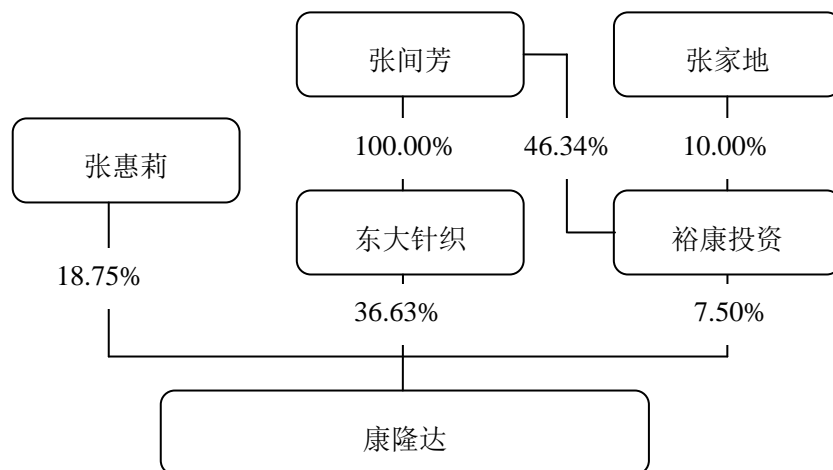 张间芳
张家地
张惠莉
100.00%
46.34%
10.00%
东大针织
裕康投资
18.75%
36.63%
7.50%
康隆达